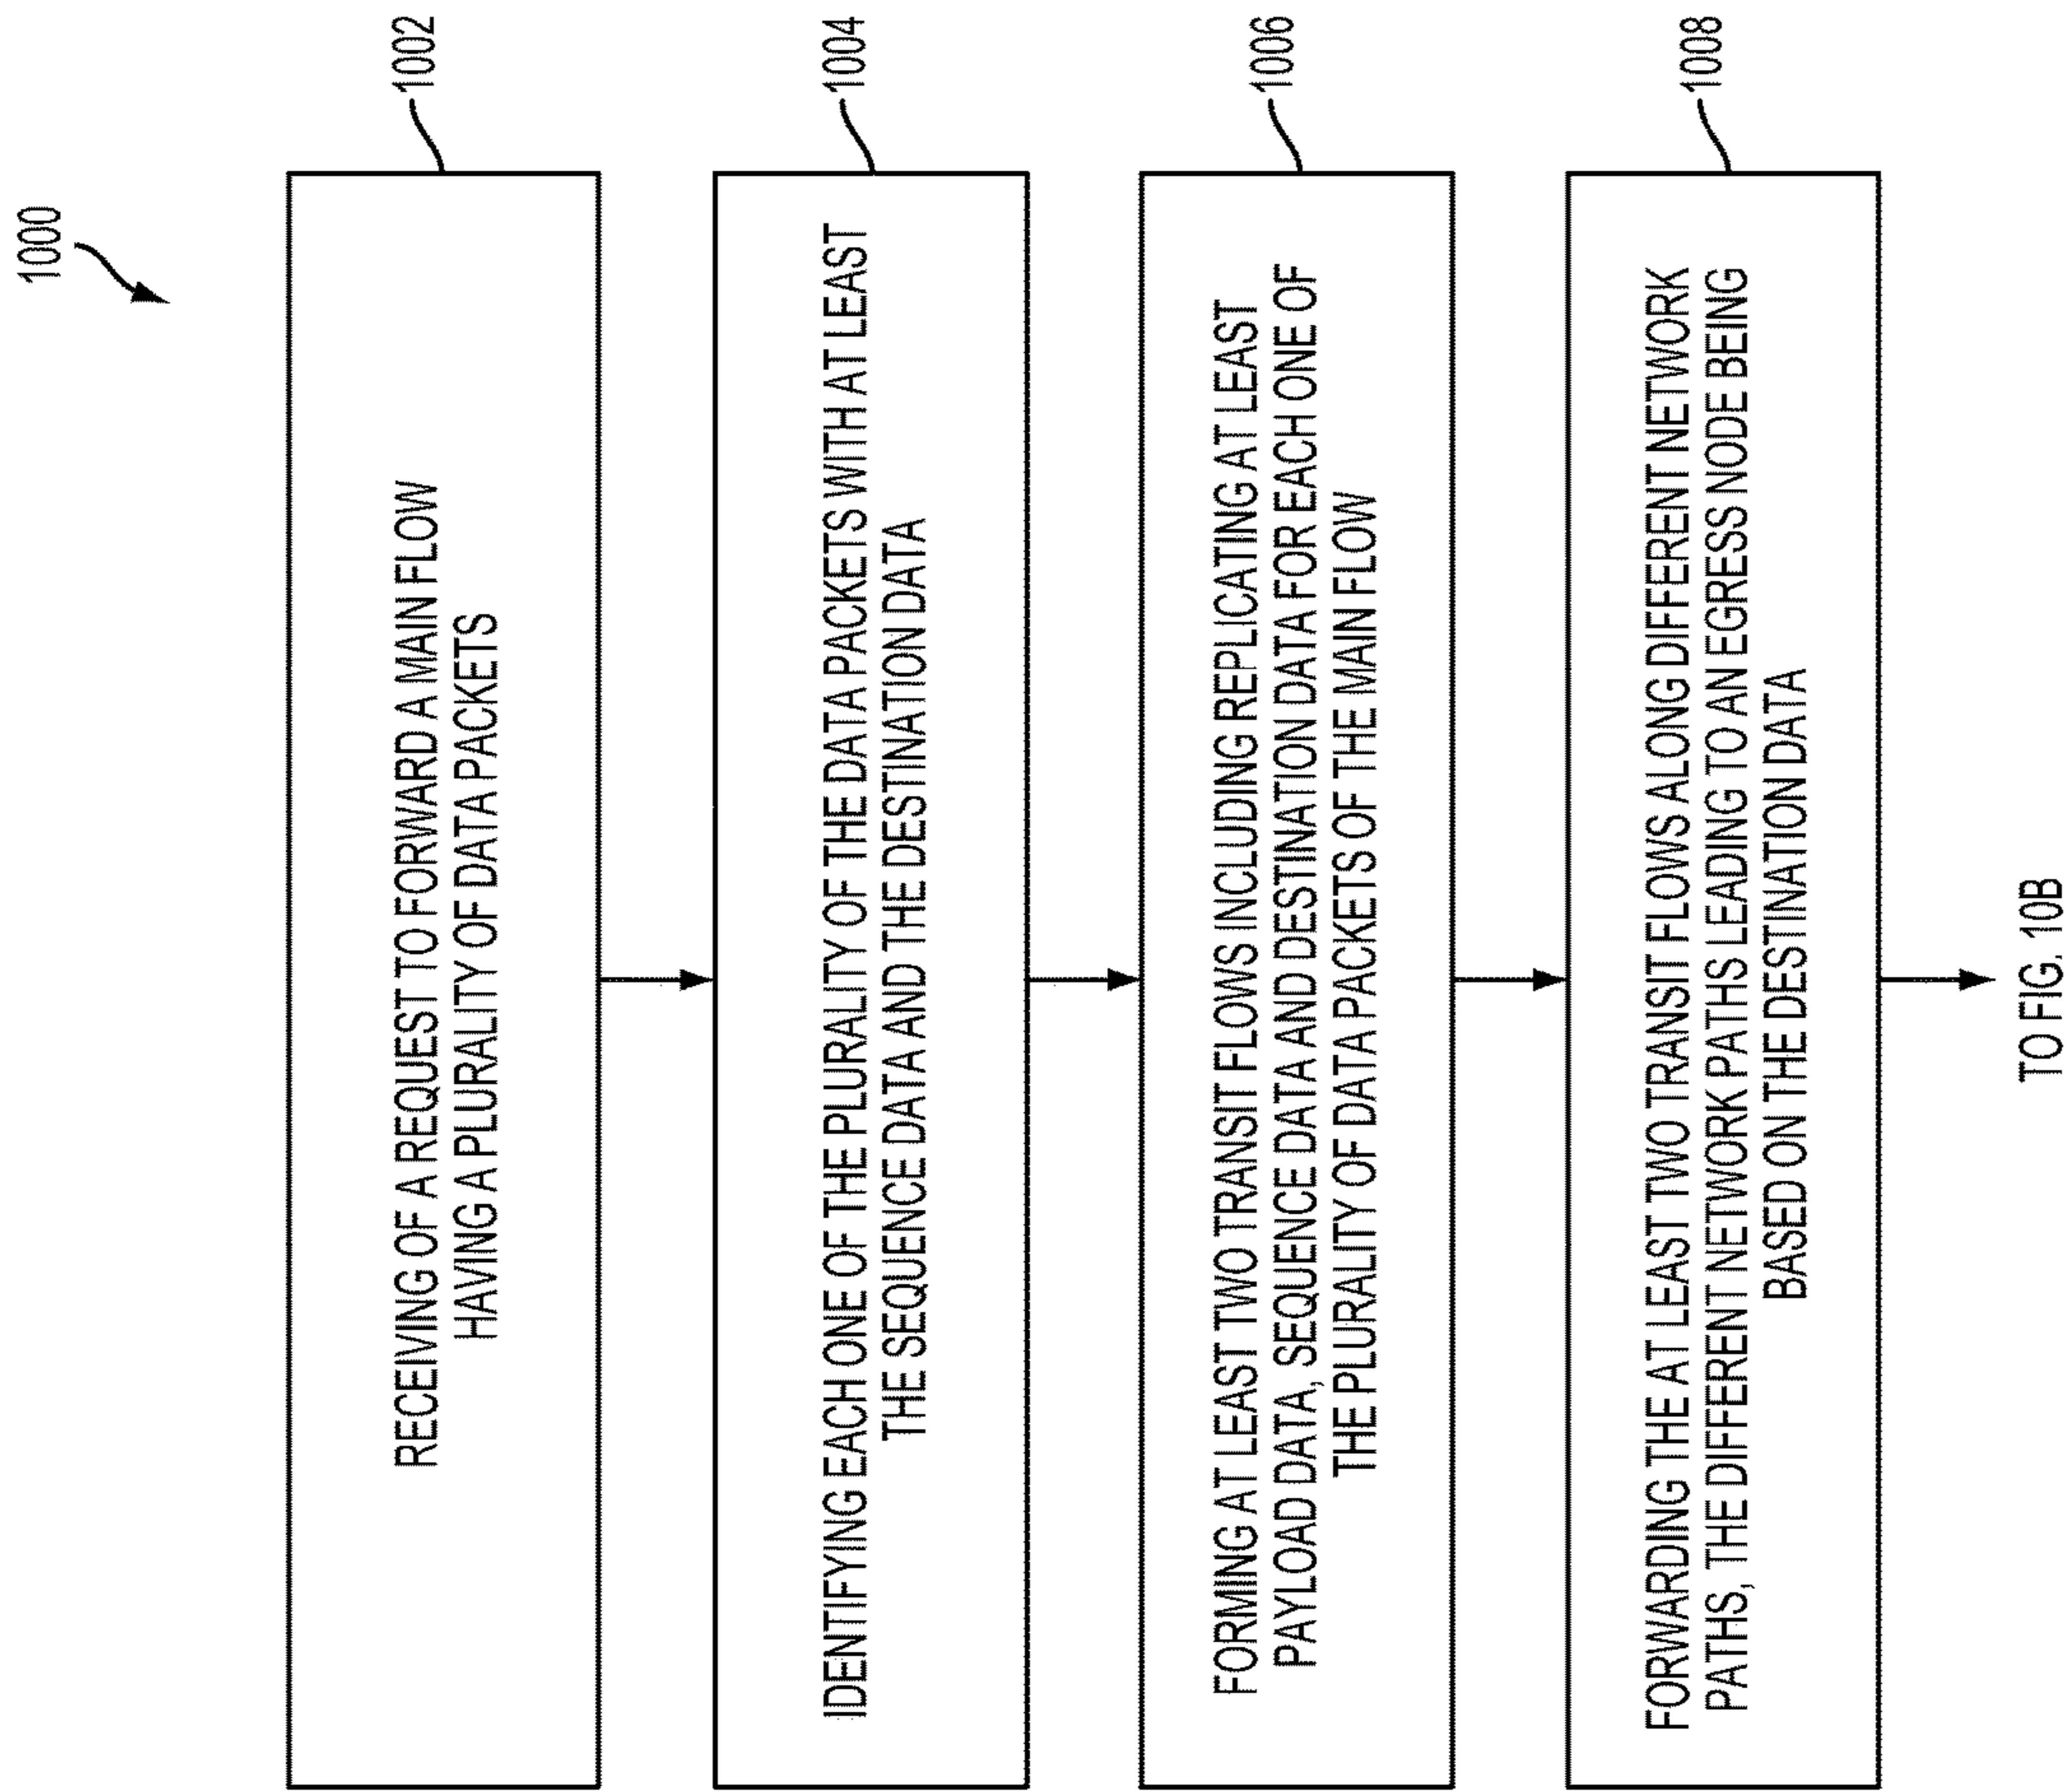 1000
RECEIVING OF A REQUEST TO FORWARD A MAIN FLOW
HAVING A PLURALITY OF DATA PACKETS
1002
IDENTIFYING EACH ONE OF THE PLURALITY OF THE DATA PACKETS WITH AT LEAST
THE SEQUENCE DATA AND THE DESTINATION DATA
1004
FORMING AT LEAST TWO TRANSIT FLOWS INCLUDING REPLICATING AT LEAST
PAYLOAD DATA, SEQUENCE DATA AND DESTINATION DATA FOR EACH ONE OF
THE PLURALITY OF DATA PACKETS OF THE MAIN FLOW
1006
FORWARDING THE AT LEAST TWO TRANSIT FLOWS ALONG DIFFERENT NETWORK
PATHS, THE DIFFERENT NETWORK PATHS LEADING TO AN EGRESS NODE BEING
BASED ON THE DESTINATION DATA
1008
TO FIG. 10B